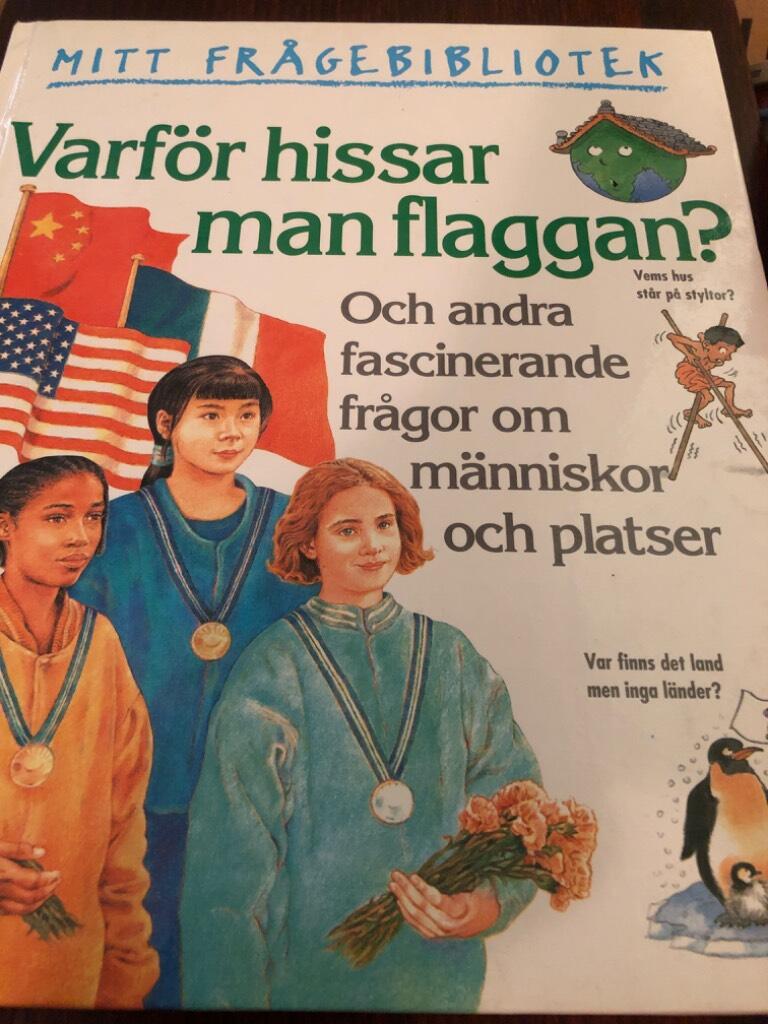 MITT FRÅGEBIBLIOTEK
Varför hissar
man flaggan?
Vems hus
står på styltor?
Och andra
fascinerande
frågor om
människor
och platser
Var finns det land
men inga länder?